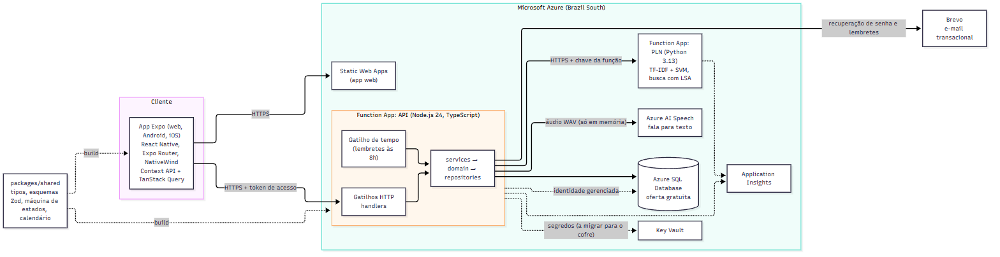 Microsoft Azure (Brazil South)
recuperação de senha e
lembretes
Brevo
e-mail
transacional
Function App:
PLN (Python
3.13)
TF-IDF + SVM,
busca com LSA
HTTPS + chave da função
Static Web Apps
(app web)
Cliente
App Expo (web,
Android, iOS)
React Native,
Expo Router,
NativeWind
Context API +
TanStack Query
HTTPS
HTTPS + token de acesso
Function App: API (Node.js 24, TypeScript)
Gatilho de tempo
(lembretes às
8h)
Gatilhos HTTP
handlers
services →
domain →
repositories
áudio WAV (só em memória)
Azure AI Speech
fala para texto
Azure SQL
Database
oferta gratuita
identidade gerenciada
Application
Insights
segredos (a migrar para o
cofre)
Key Vault
build
packages/shared
tipos, esquemas
Zod, máquina de
estados,
calendário
build